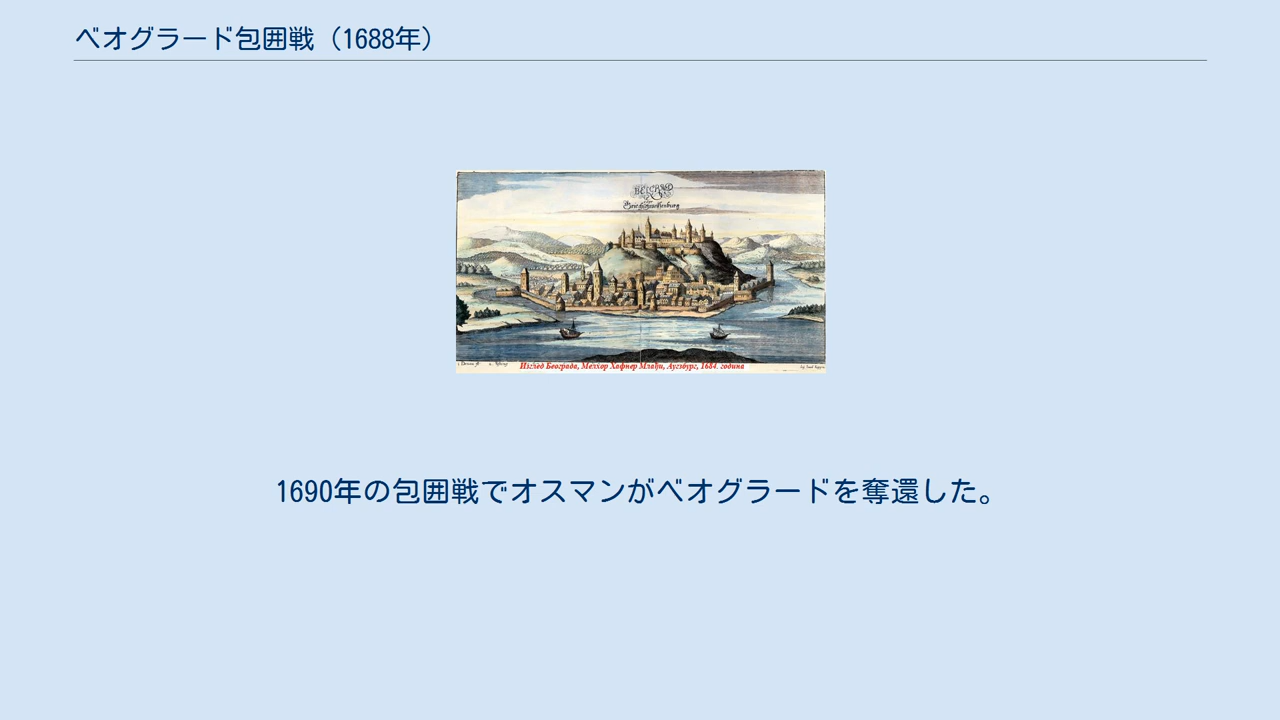 ベオグラード包囲戦（1688年）
BELGRAD
Изглед Београда, Мелхор Хафнер Млађи, Аугзбург, 1684. година
1690年の包囲戦でオスマンがベオグラードを奪還した。